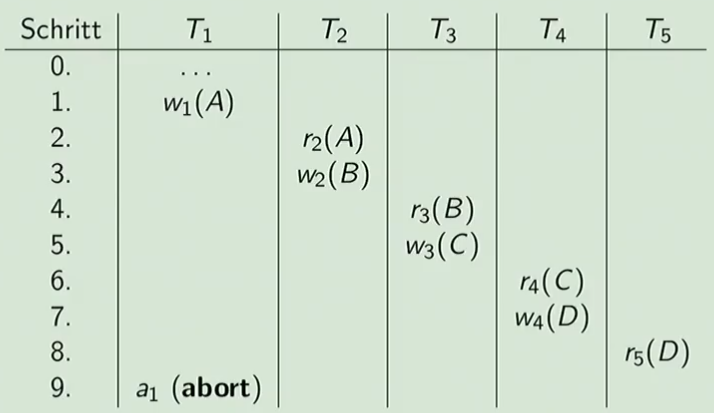 Schritt T₁ T₂ T₃ T₄ T₅
0. ...
1. w₁(A)
2. r₂(A)
3. w₂(B)
4. r₃(B)
5. w₃(C)
6. r₄(C)
7. w₄(D)
8. r₅(D)
9. a₁ (abort)